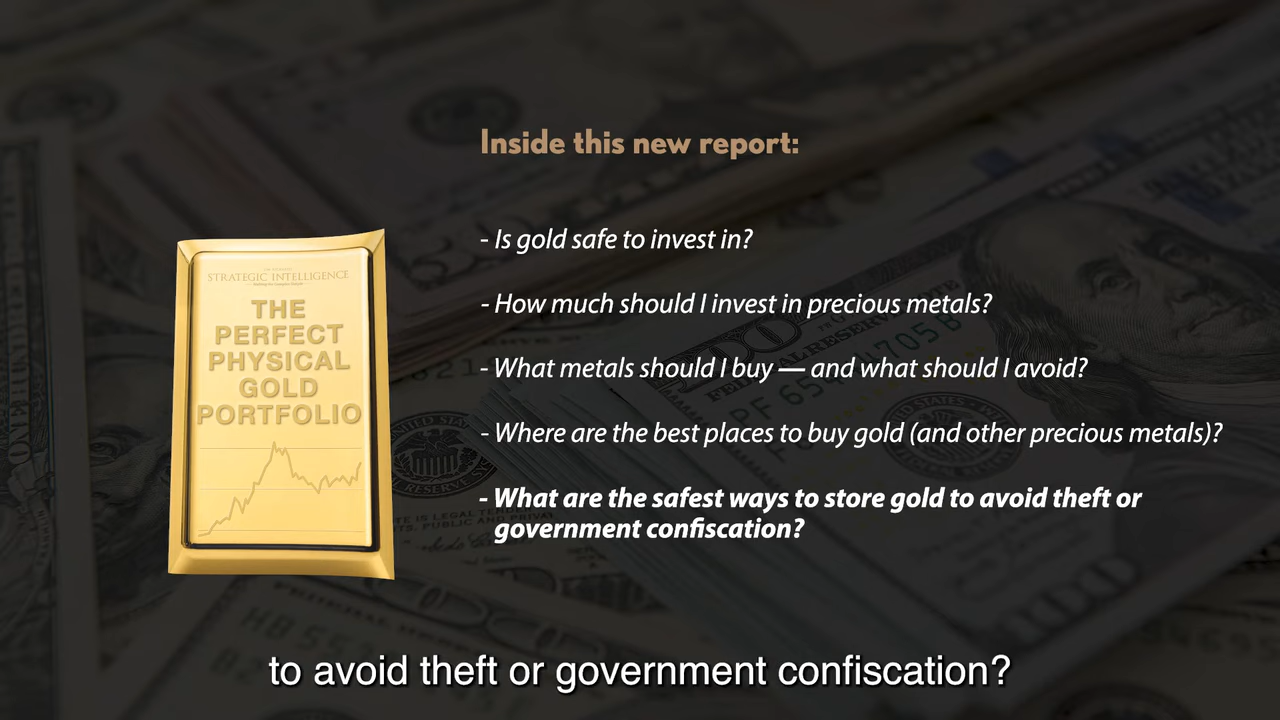 Inside this new report:
- Is gold safe to invest in?
- How much should I invest in precious metals?
- What metals should I buy — and what should I avoid?
- Where are the best places to buy gold (and other precious metals)?
- What are the safest ways to store gold to avoid theft or
government confiscation?
STRATEGIC INTELLIGENCE
THE
PERFECT
PHYSICAL
GOLD
PORTFOLIO
to avoid theft or government confiscation?